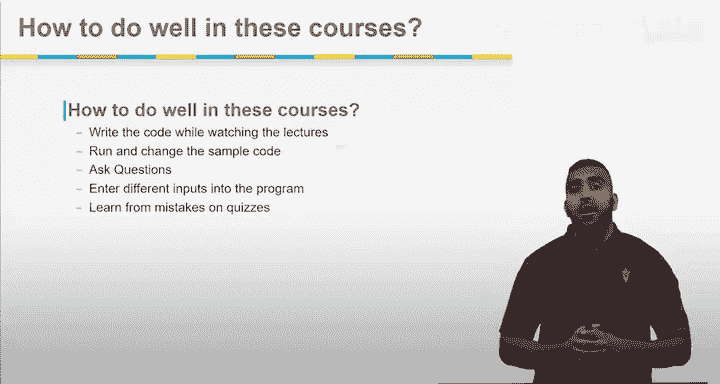 How to do well in these courses?
How to do well in these courses?
– Write the code while watching the lectures
– Run and change the sample code
– Ask Questions
– Enter different inputs into the program
– Learn from mistakes on quizzes